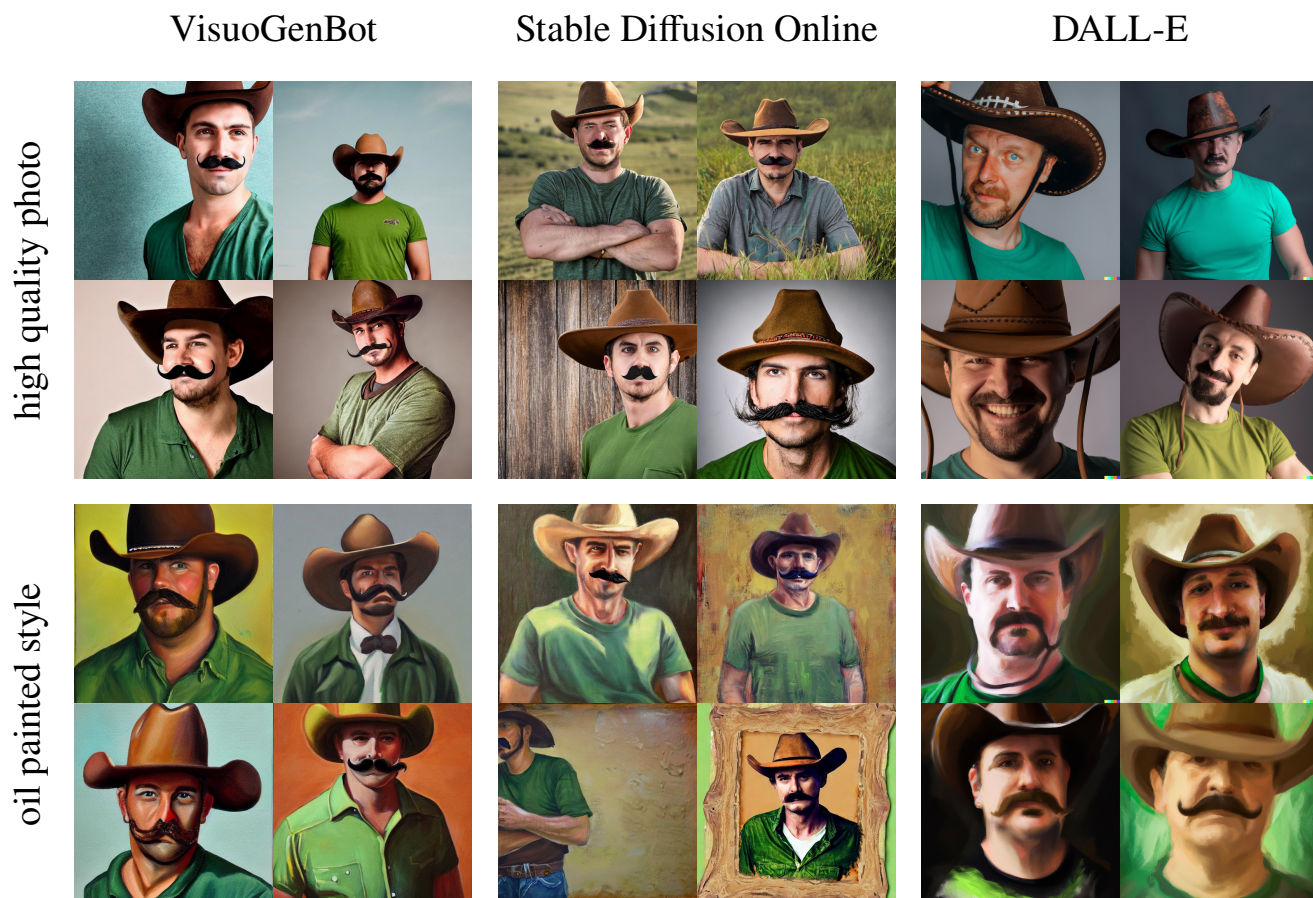 VisuoGenBot
Stable Diffusion Online
DALL-E
high quality photo
oil painted style